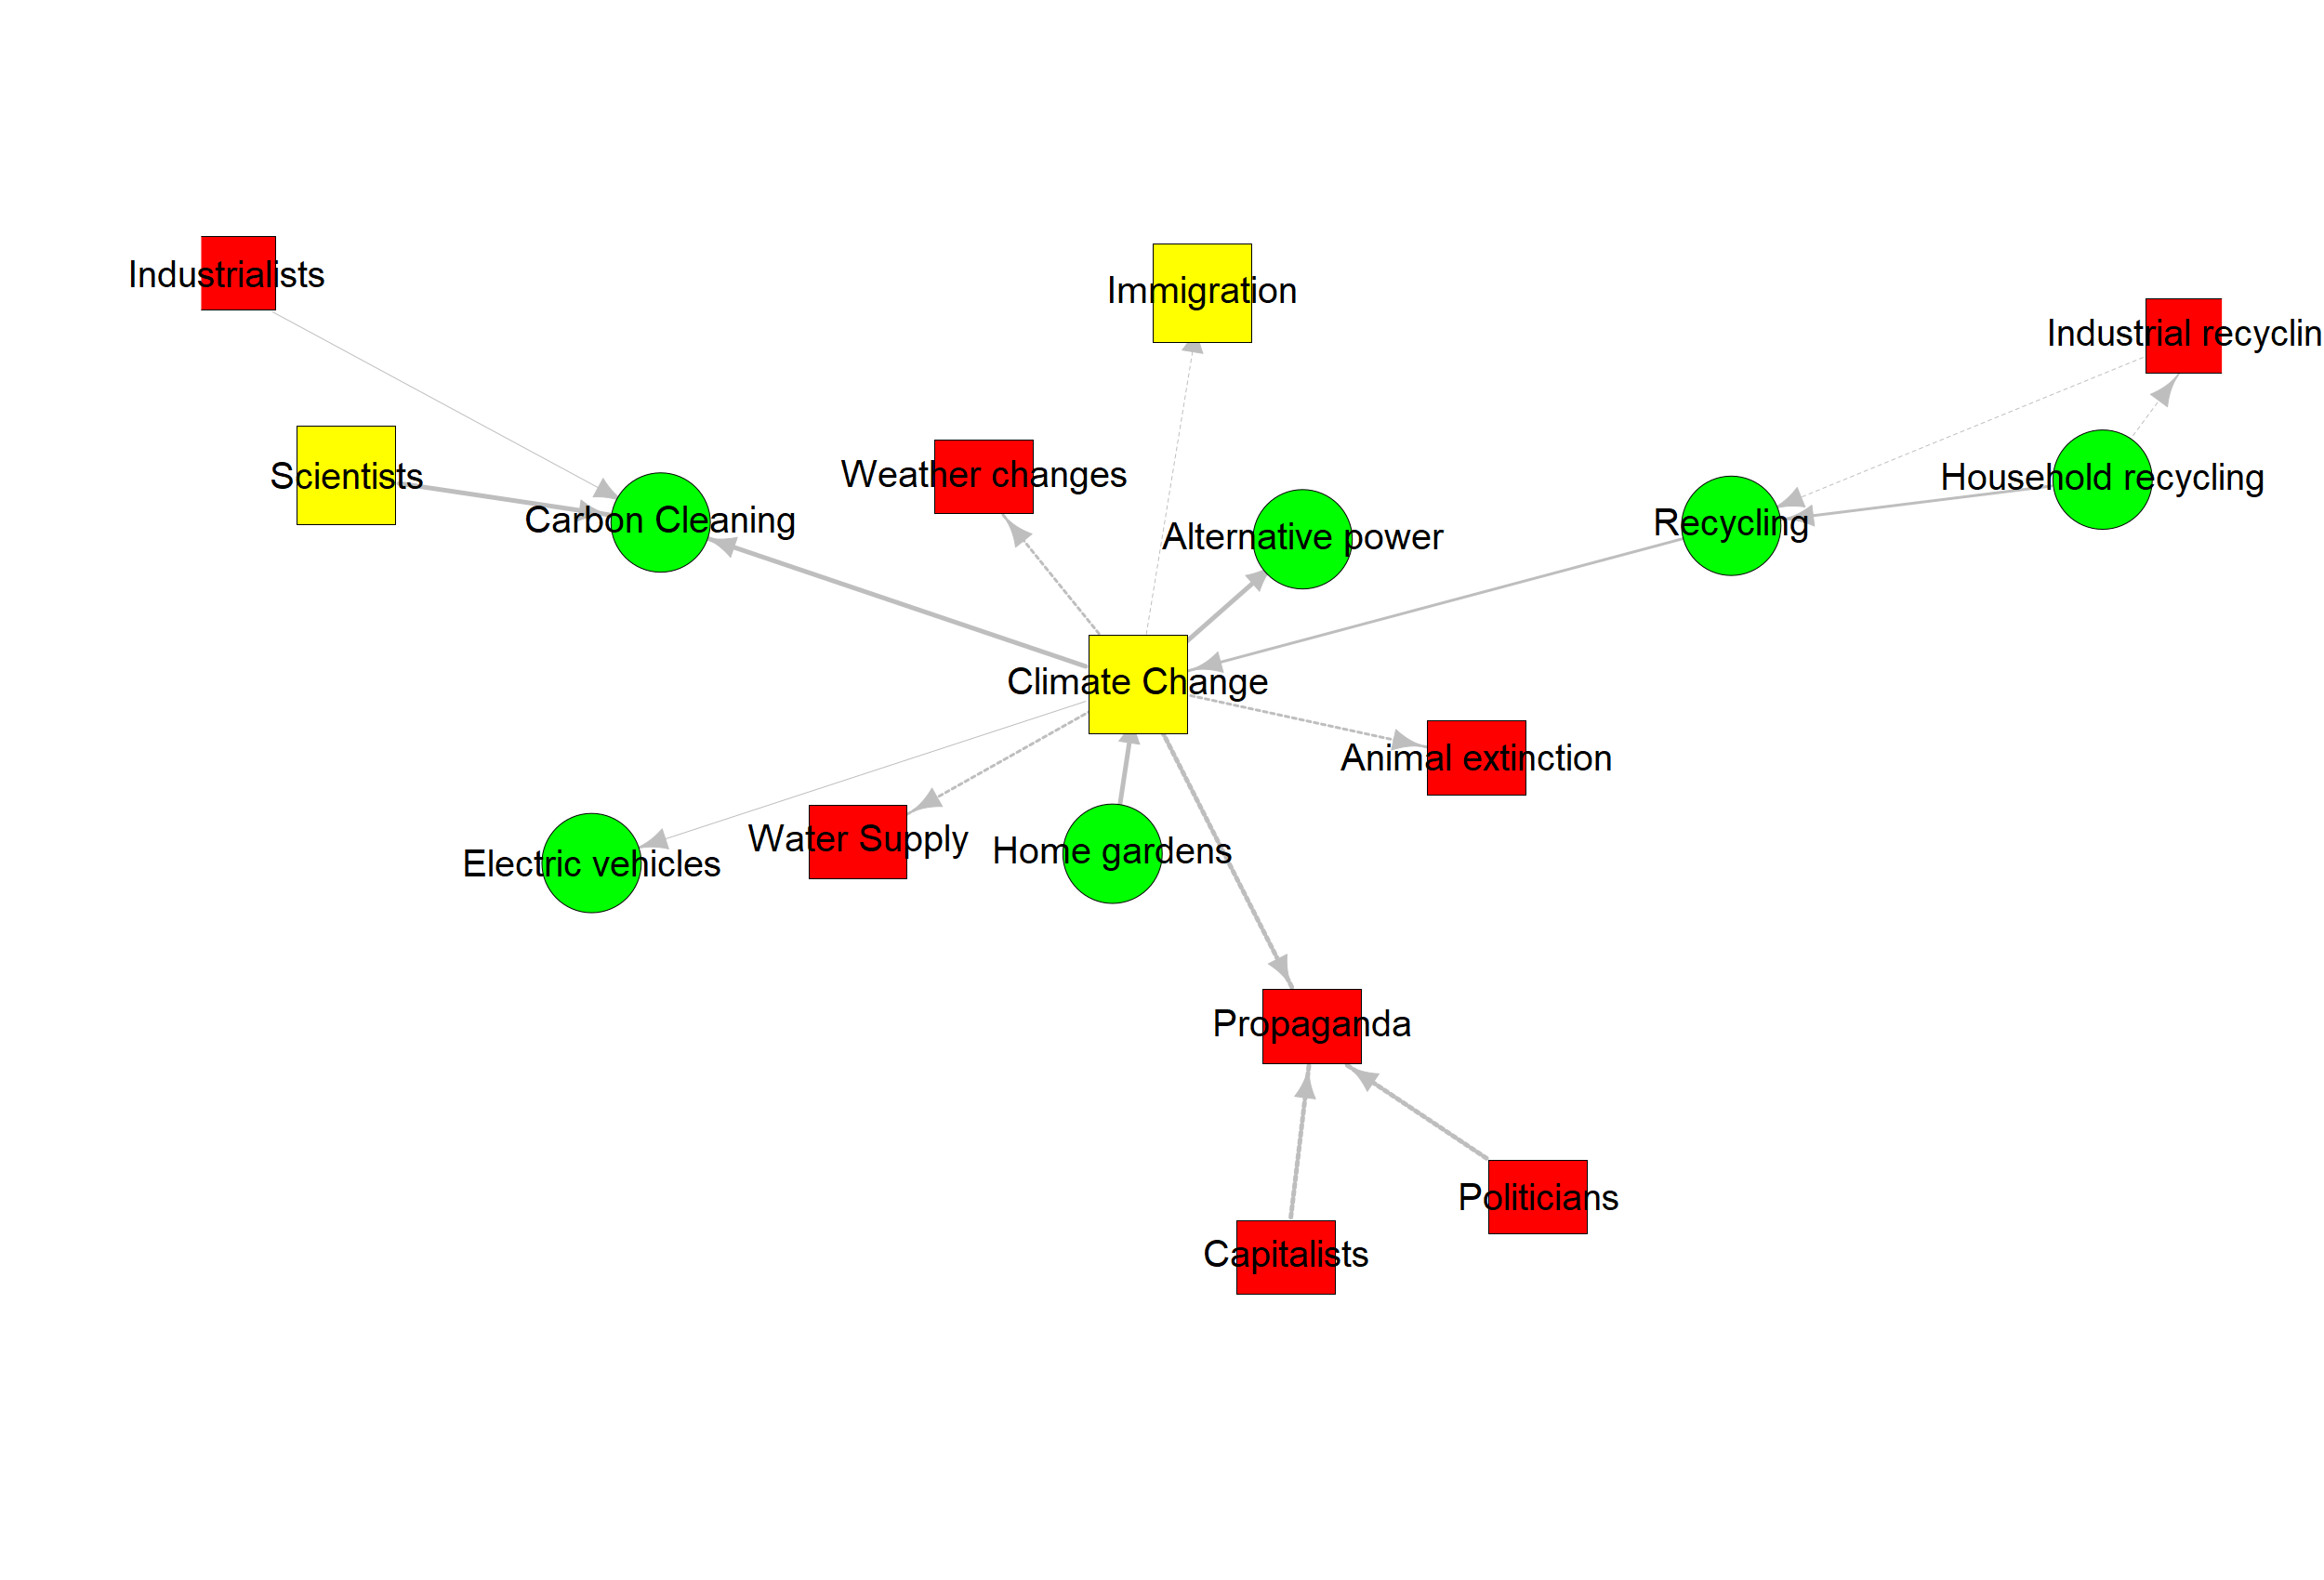 Industrialists
Immigration
Industrial recyclin
Scientists
Weather changes
Household recycling
Carbon Cleaning
Alternative power
Recycling
Climate Change
Animal extinction
Electric vehicles
Water Supply
Home gardens
Propaganda
Politicians
Capitalists